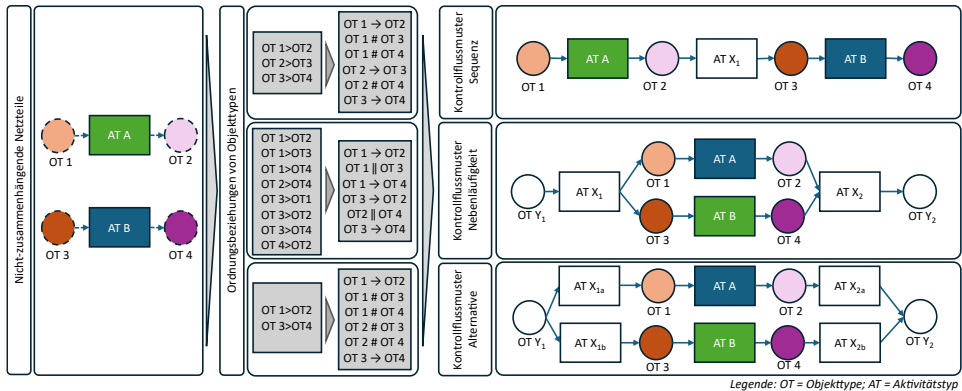 Nicht-zusammenhängende Netzteile
OT 1
AT A
OT 2
OT 3
AT B
OT 4
Ordnungsbeziehungen von Objekttypen
OT 1>OT2
OT 2>OT3
OT 3>OT4
OT 1 → OT2
OT 1 # OT 3
OT 1 # OT 4
OT 2 → OT 3
OT 2 # OT 4
OT 3 → OT4
OT 1>OT2
OT 1>OT3
OT 1>OT4
OT 2>OT4
OT 3>OT1
OT 3>OT2
OT 3>OT4
OT 4>OT2
OT 1 → OT2
OT 1 || OT 3
OT 1 → OT 4
OT 3 → OT 2
OT2 || OT 4
OT 3 → OT4
OT 1>OT2
OT 3>OT4
OT 1 → OT2
OT 1 # OT 3
OT 1 # OT 4
OT 2 # OT 3
OT 2 # OT 4
OT 3 → OT4
Kontrollflussmuster
Sequenz
OT 1
AT A
OT 2
AT X1
OT 3
AT B
OT 4
Kontrollflussmuster
Nebenläufigkeit
OT Y1
AT X1
OT 1
AT A
OT 2
OT 3
AT B
OT 4
AT X2
OT Y2
Kontrollflussmuster
Alternative
OT Y1
AT X1a
OT 1
AT A
OT 2
AT X2a
AT X1b
OT 3
AT B
OT 4
AT X2b
OT Y2
Legende: OT = Objekttype; AT = Aktivitätstyp